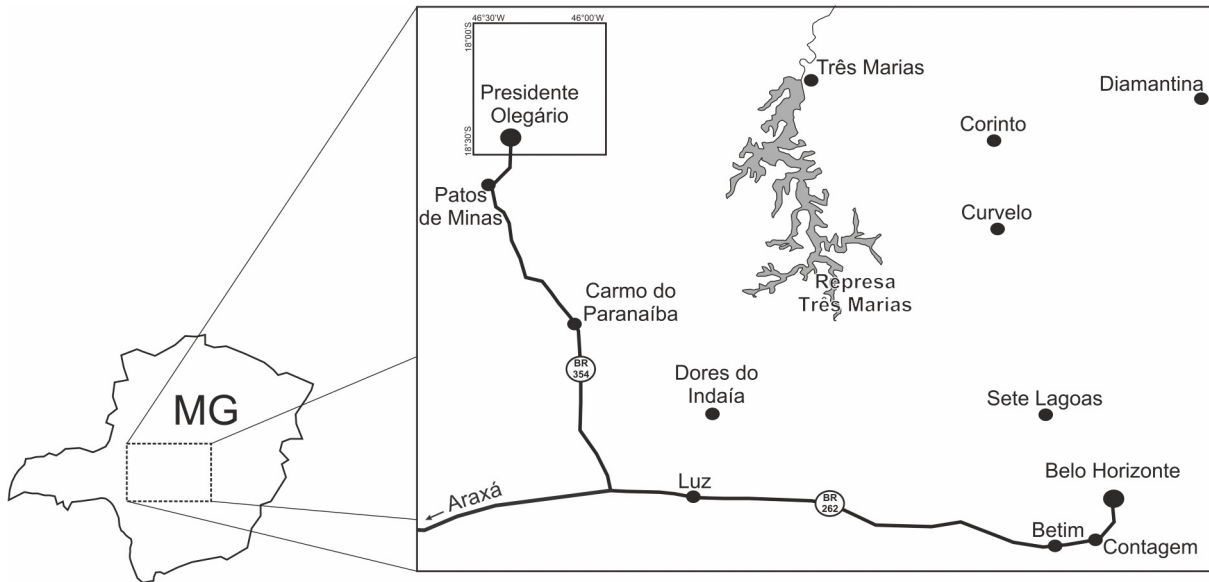 46°30'W
46°00'W
18°00'S
18°30'S
Presidente
Olegário
Três Marias
Diamantina
Corinto
Patos
de Minas
Curvelo
Represa
Três Marias
Carmo do
Paranaíba
BR
354
Dores do
Indaía
Sete Lagoas
MG
Belo Horizonte
Luz
← Araxá
BR
262
Betim
Contagem